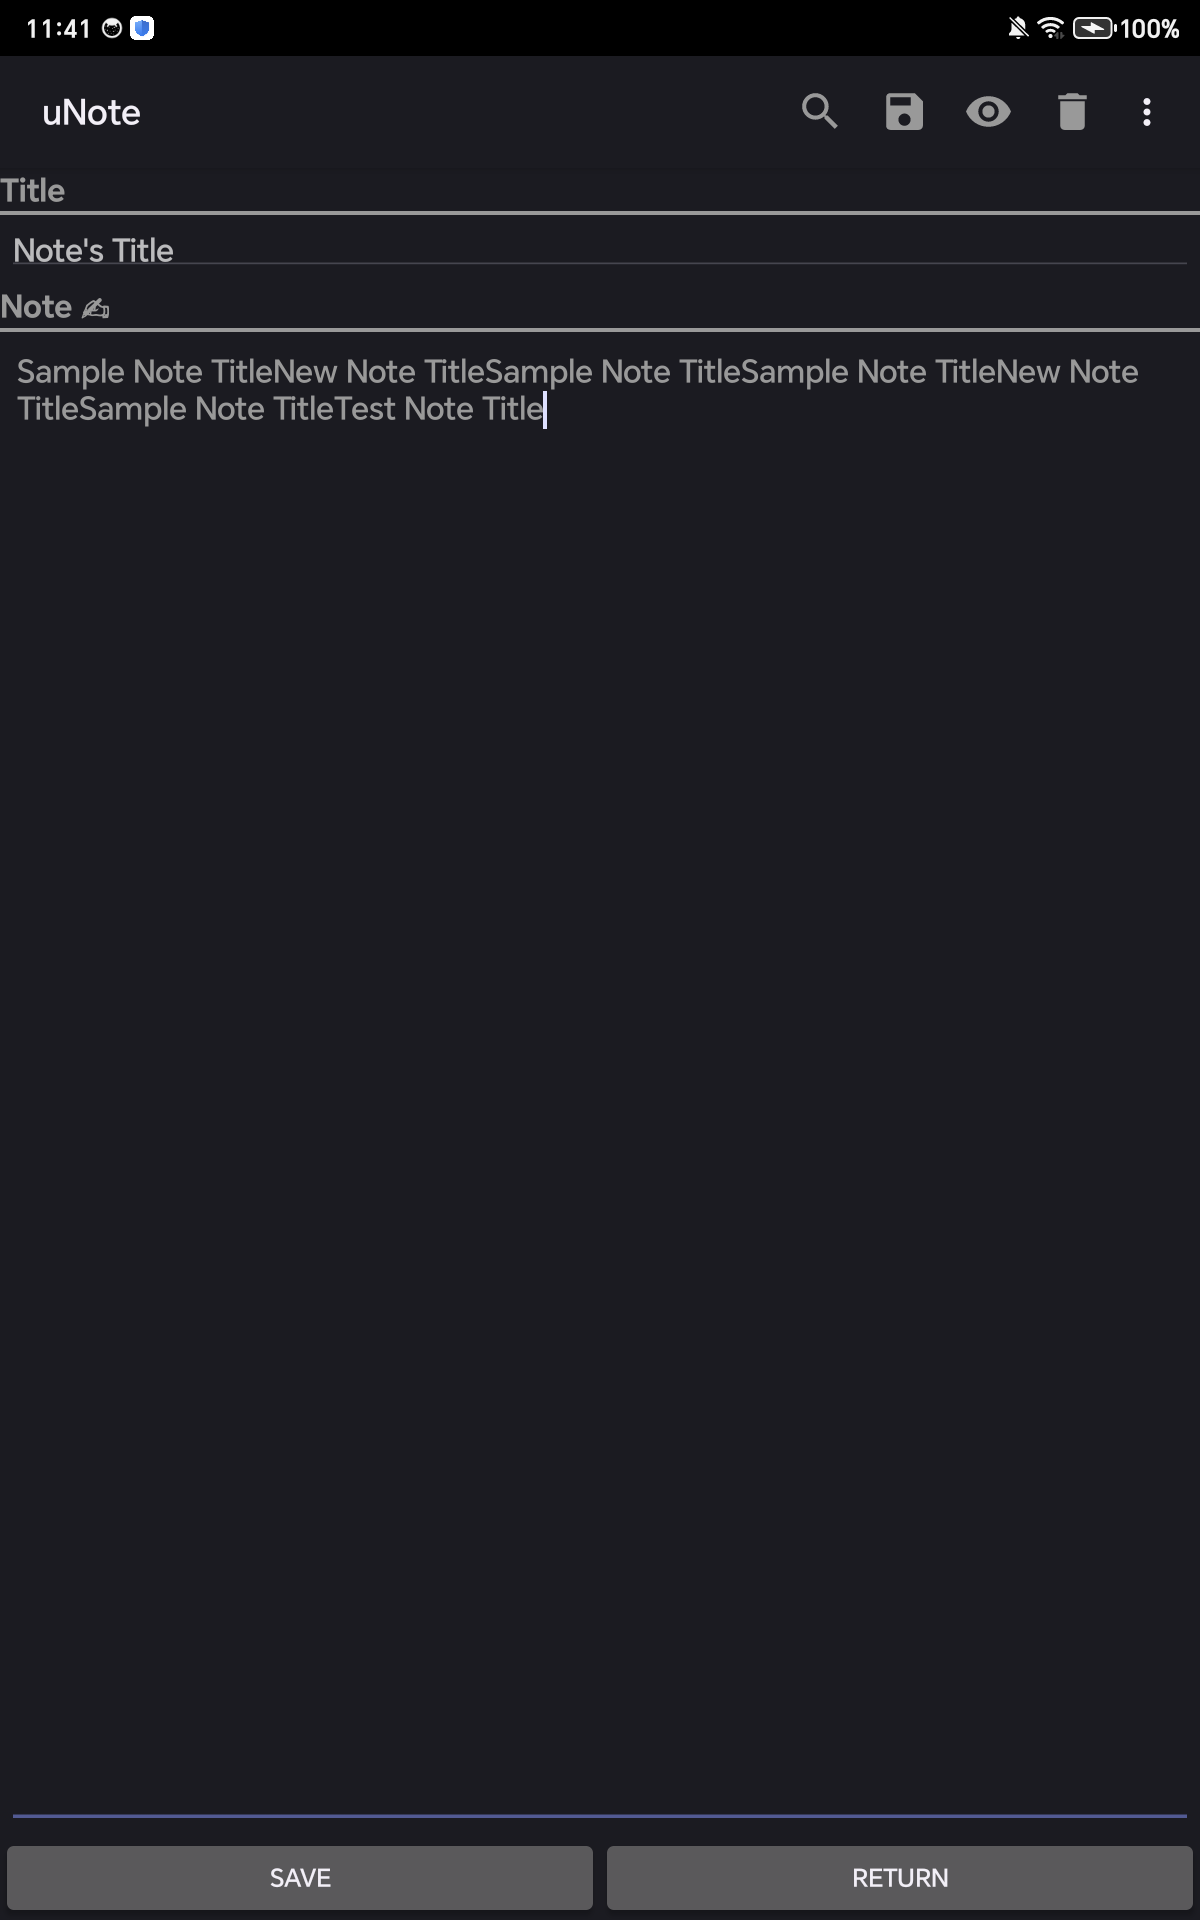 11:41
100%
uNote
Title
Note's Title
Note ✍
Sample Note TitleNew Note TitleSample Note TitleSample Note TitleNew Note
TitleSample Note TitleTest Note Title
SAVE
RETURN